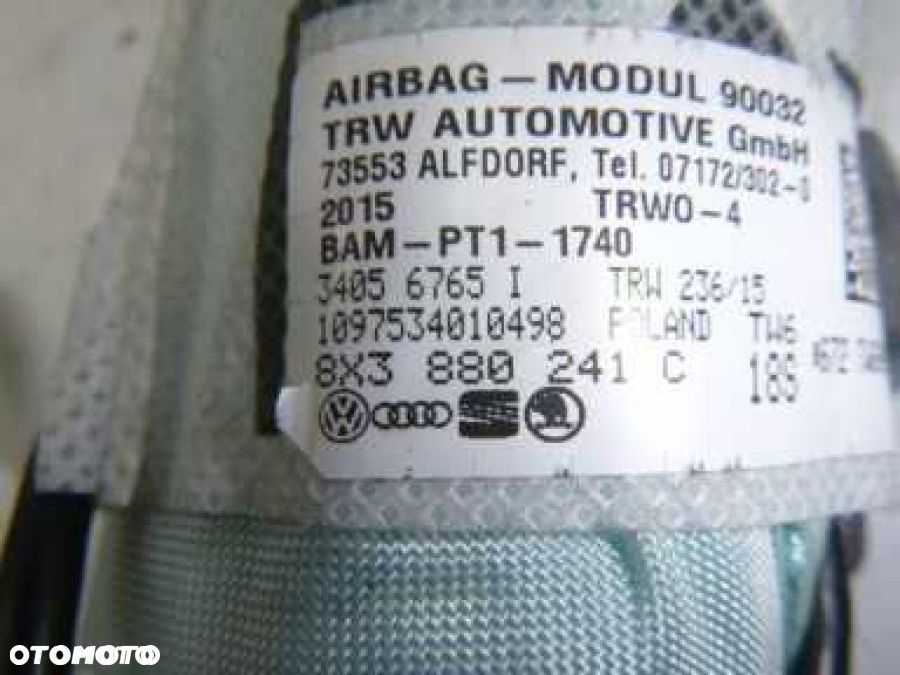 AIRBAG – MODUL 90032
TRW AUTOMOTIVE GmbH
73553 ALFDORF, Tel. 07172/302-0
2015 TRWO-4
BAM-PT1-1740
3405 6765 I TRW 236/15
1097534010498 POLAND TW6
8X3 880 241 C 18S
OTOMOTO